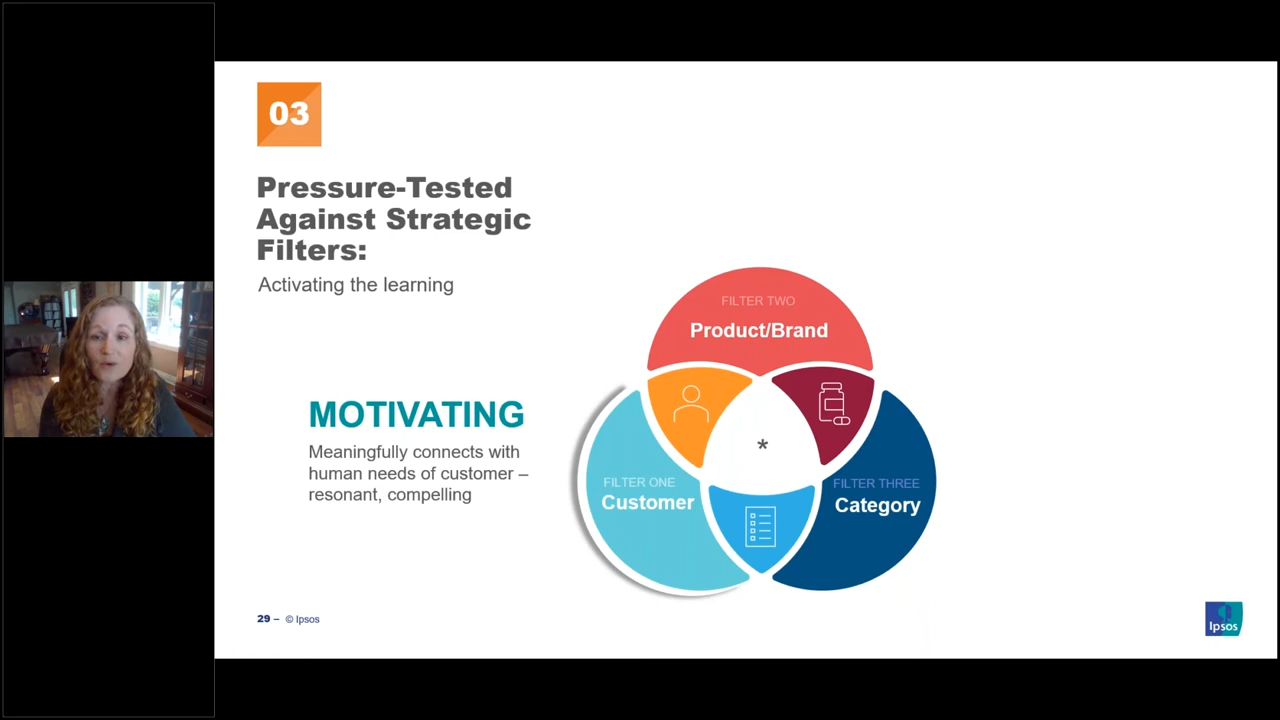 03
Pressure-Tested
Against Strategic
Filters:
Activating the learning
MOTIVATING
Meaningfully connects with
human needs of customer –
resonant, compelling
FILTER TWO
Product/Brand
*
FILTER ONE
Customer
FILTER THREE
Category
29 – © Ipsos
Ipsos